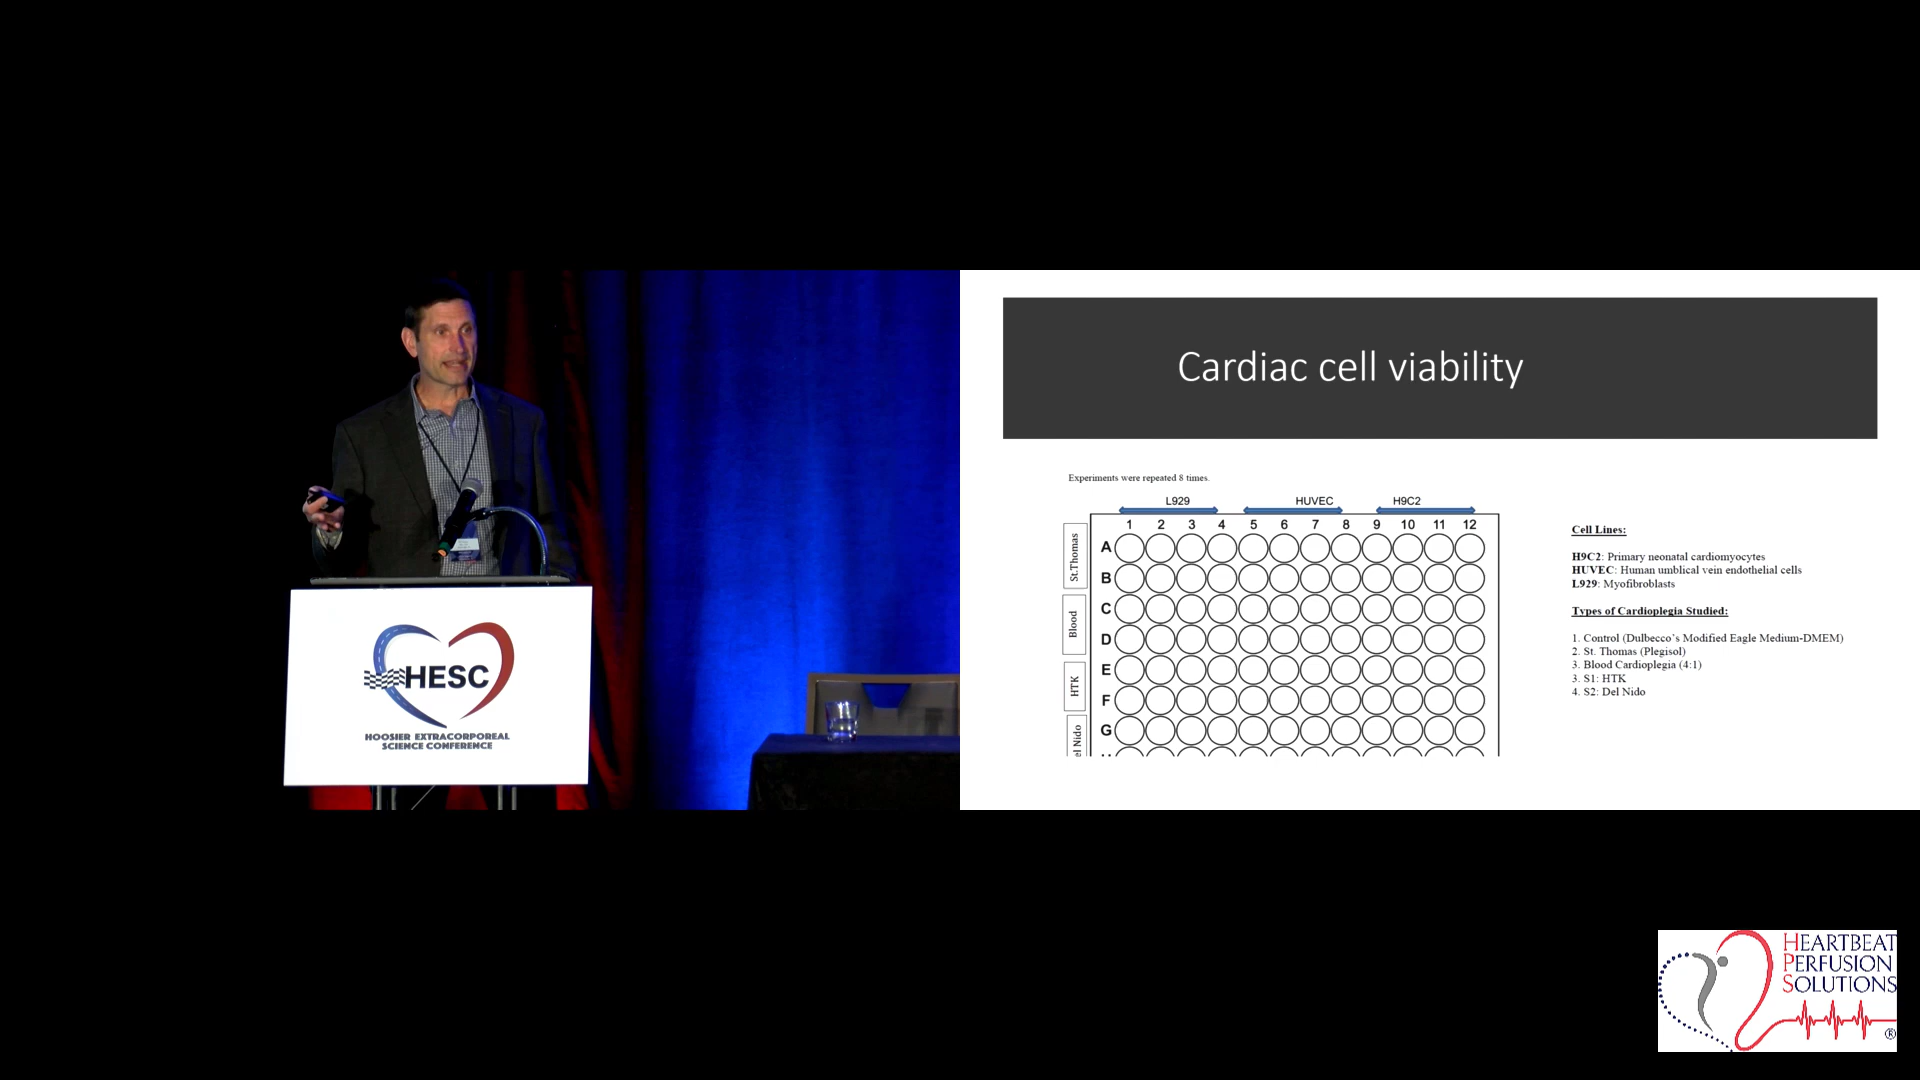 HESC
HOOSIER EXTRACORPOREAL
SCIENCE CONFERENCE
Cardiac cell viability
Experiments were repeated 8 times.
L929 HUVEC H9C2
1 2 3 4 5 6 7 8 9 10 11 12
St.Thomas
Blood
HTK
el Nido
A
B
C
D
E
F
G
Cell Lines:
H9C2: Primary neonatal cardiomyocytes
HUVEC: Human umblical vein endothelial cells
L929: Myofibroblasts
Types of Cardioplegia Studied:
1. Control (Dulbecco's Modified Eagle Medium-DMEM)
2. St. Thomas (Plegisol)
3. Blood Cardioplegia (4:1)
3. S1: HTK
4. S2: Del Nido
HEARTBEAT
PERFUSION
SOLUTIONS
®